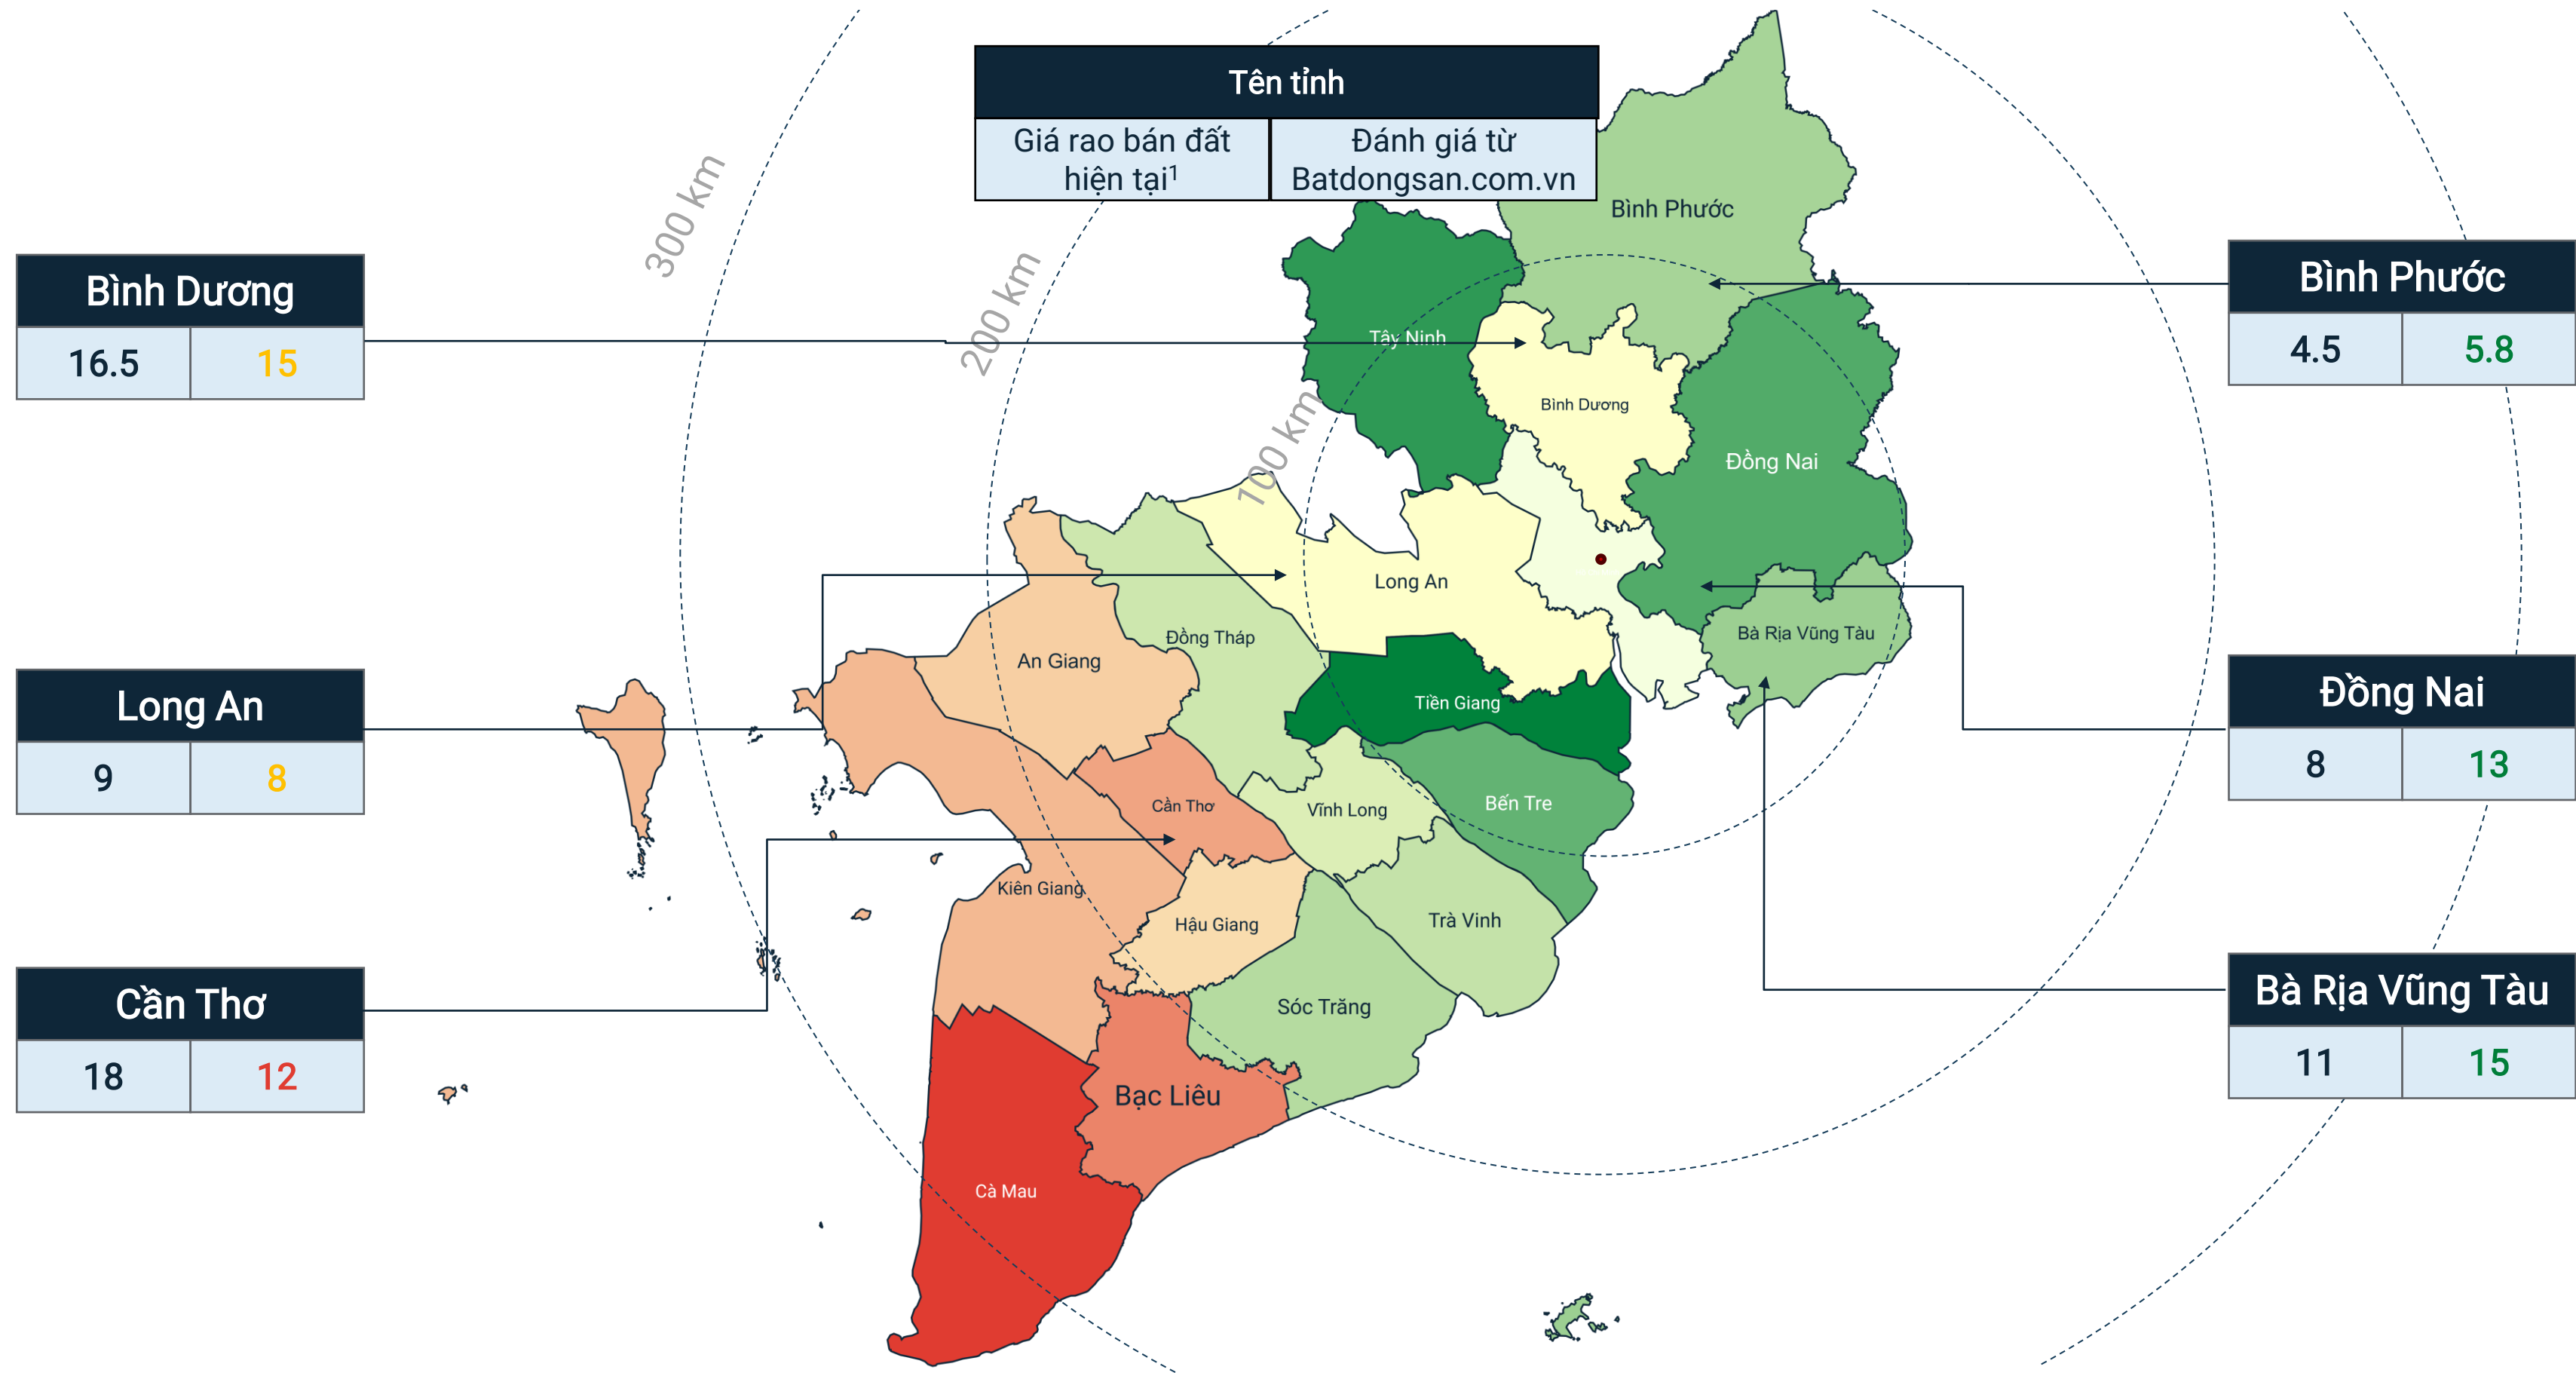 Tên tỉnh
Giá rao bán đất
hiện tại¹
Đánh giá từ
Batdongsan.com.vn
300 km
200 km
100 km
Bình Dương
16.5
15
Long An
9
8
Cần Thơ
18
12
Bình Phước
4.5
5.8
Đồng Nai
8
13
Bà Rịa Vũng Tàu
11
15
Bình Phước
Tây Ninh
Bình Dương
Đồng Nai
Long An
Bà Rịa Vũng Tàu
Đồng Tháp
An Giang
Tiền Giang
Cần Thơ
Vĩnh Long
Bến Tre
Kiên Giang
Hậu Giang
Trà Vinh
Sóc Trăng
Bạc Liêu
Cà Mau